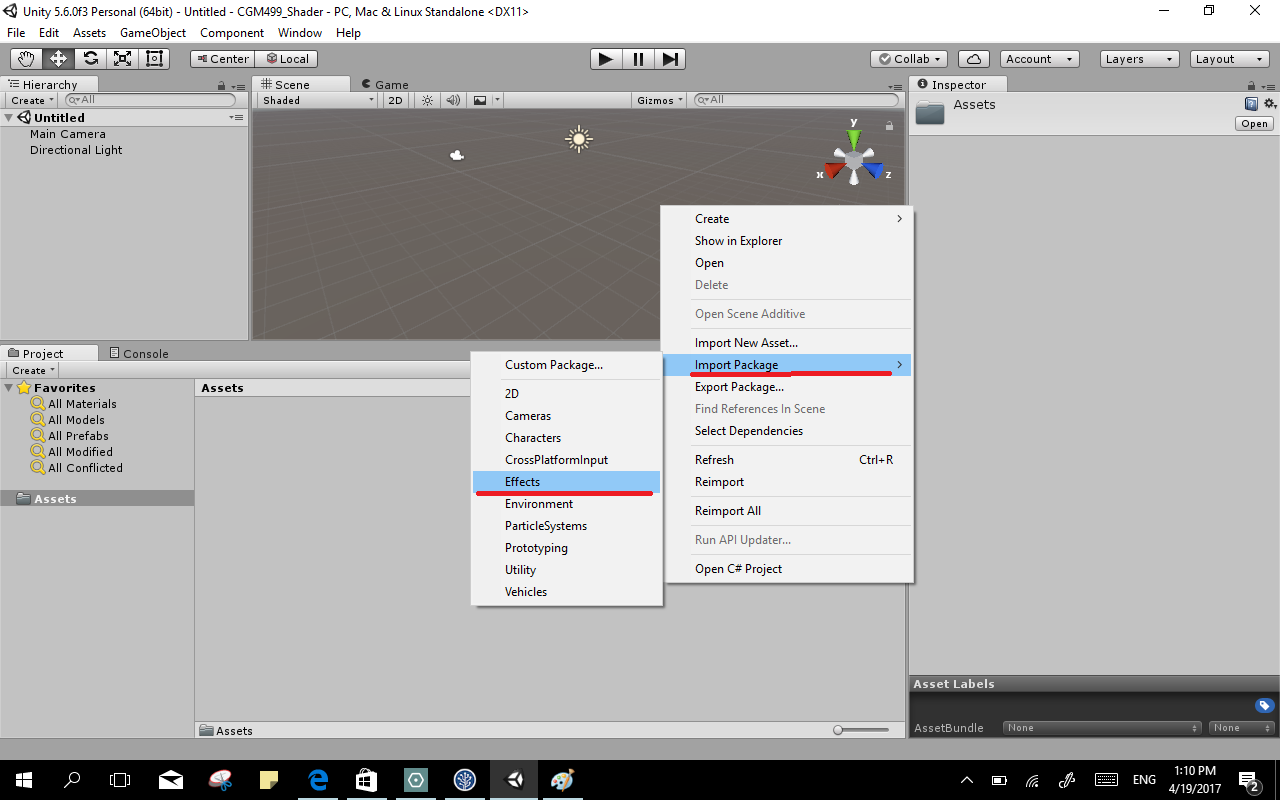 Unity 5.6.0f3 Personal (64bit) - Untitled - CGM499_Shader - PC, Mac & Linux Standalone <DX11>
File Edit Assets GameObject Component Window Help
Center Local Collab Account Layers Layout
Hierarchy
Create All
Untitled
Main Camera
Directional Light
Scene Game
Shaded 2D Gizmos All
y
x z
Inspector
Assets
Open
Create
Show in Explorer
Open
Delete
Open Scene Additive
Import New Asset...
Import Package
Export Package...
Find References In Scene
Select Dependencies
Refresh Ctrl+R
Reimport
Reimport All
Run API Updater...
Open C# Project
Custom Package...
2D
Cameras
Characters
CrossPlatformInput
Effects
Environment
ParticleSystems
Prototyping
Utility
Vehicles
Project Console
Create
Favorites
All Materials
All Models
All Prefabs
All Modified
All Conflicted
Assets
Assets
Assets
Asset Labels
AssetBundle None None
ENG 1:10 PM
4/19/2017
2